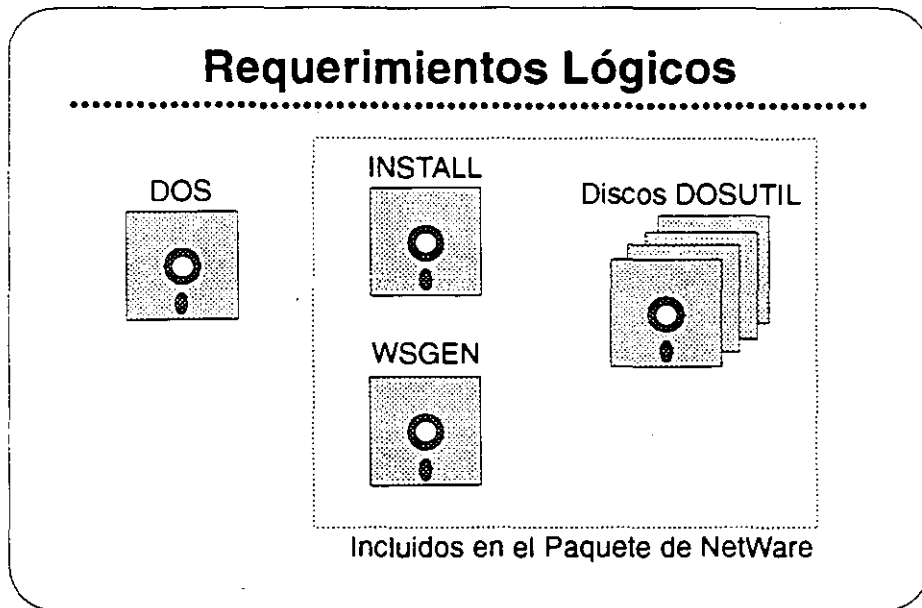 Requerimientos Lógicos
DOS
INSTALL
Discos DOSUTIL
WSGEN
Incluidos en el Paquete de NetWare